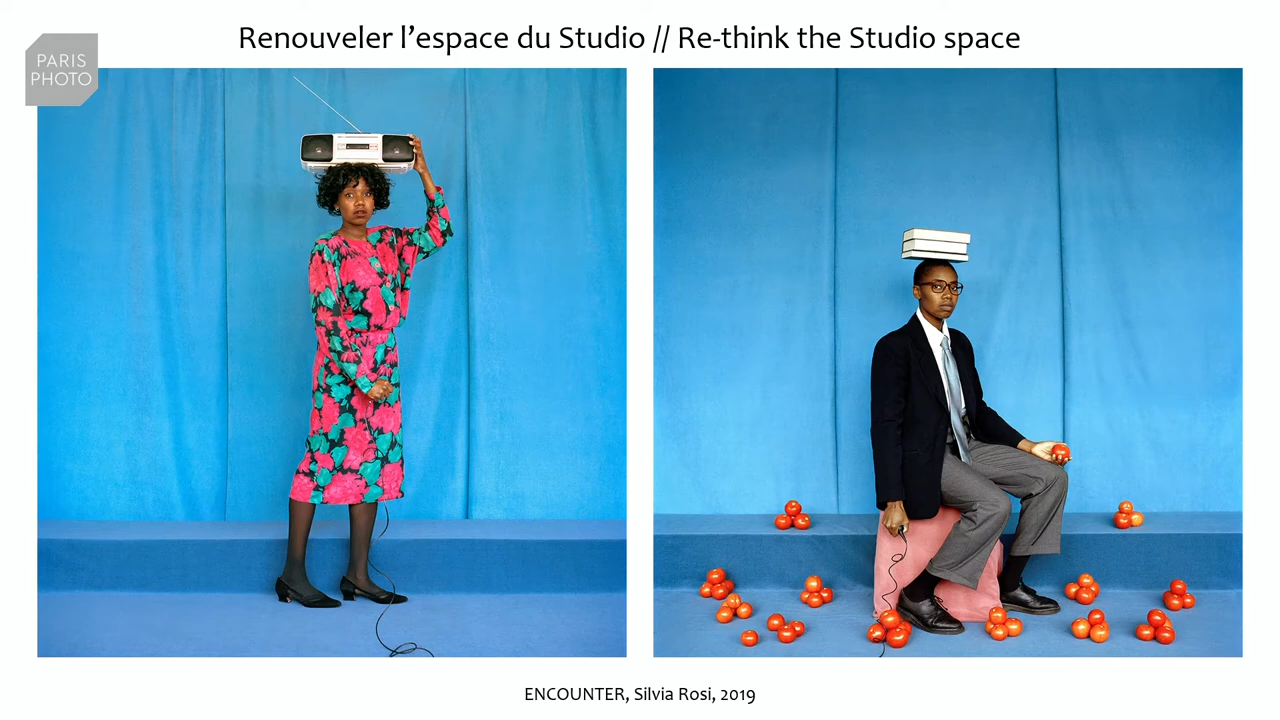 Renouveler l’espace du Studio // Re-think the Studio space
PARIS
PHOTO
ENCOUNTER, Silvia Rosi, 2019